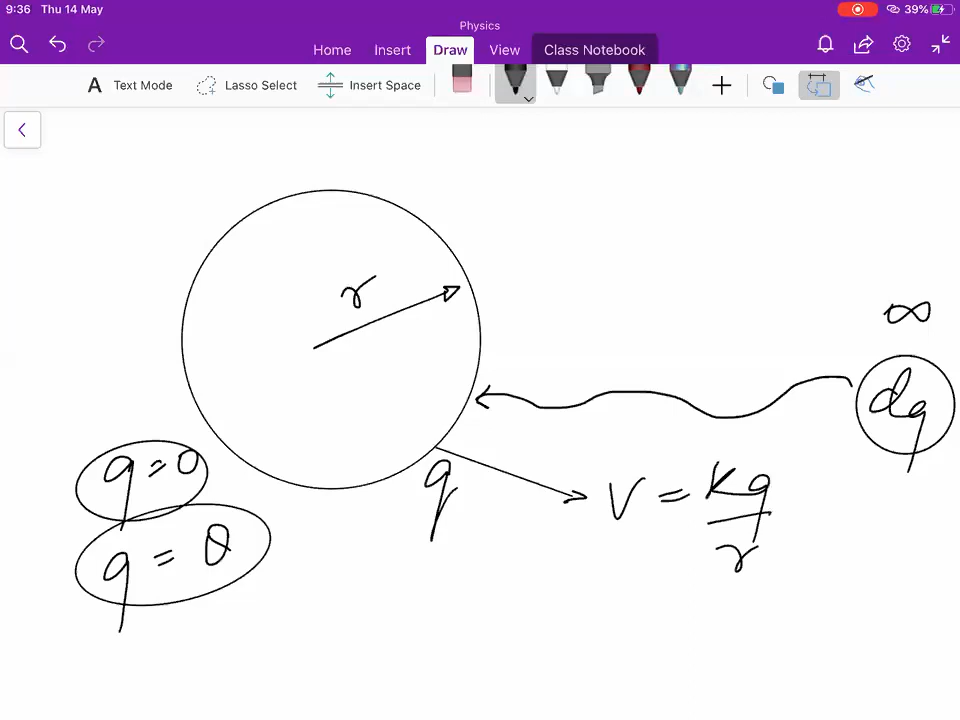 9:36 Thu 14 May
39%
Physics
Home Insert Draw View Class Notebook
A Text Mode Lasso Select Insert Space
r
∞
dq
q = 0
q
V = kq/r
q = Q